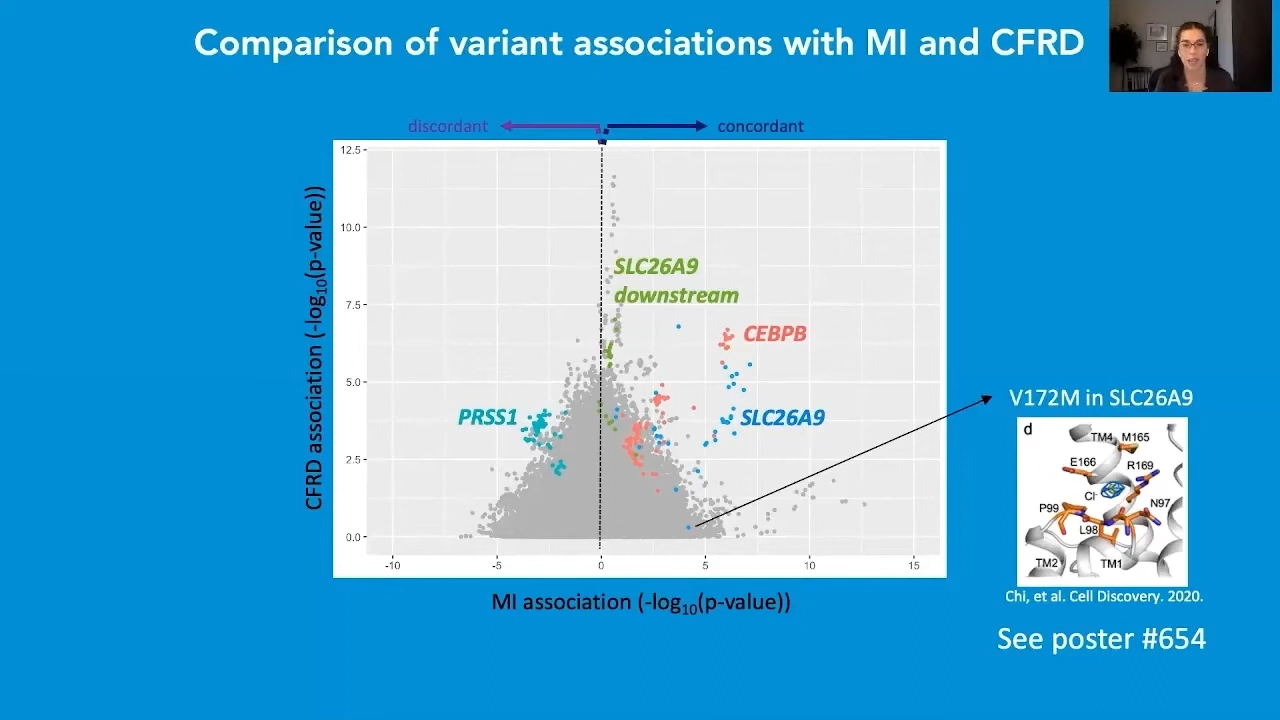 Comparison of variant associations with MI and CFRD
discordant
concordant
12.5
10.0
7.5
5.0
2.5
0.0
CFRD association (-log10(p-value))
SLC26A9
downstream
CEBPB
PRSS1
SLC26A9
-10
-5
0
5
10
15
MI association (-log10(p-value))
V172M in SLC26A9
d
TM4
M165
E166
R169
Cl-
P99
N97
L98
TM2
TM1
Chi, et al. Cell Discovery. 2020.
See poster #654